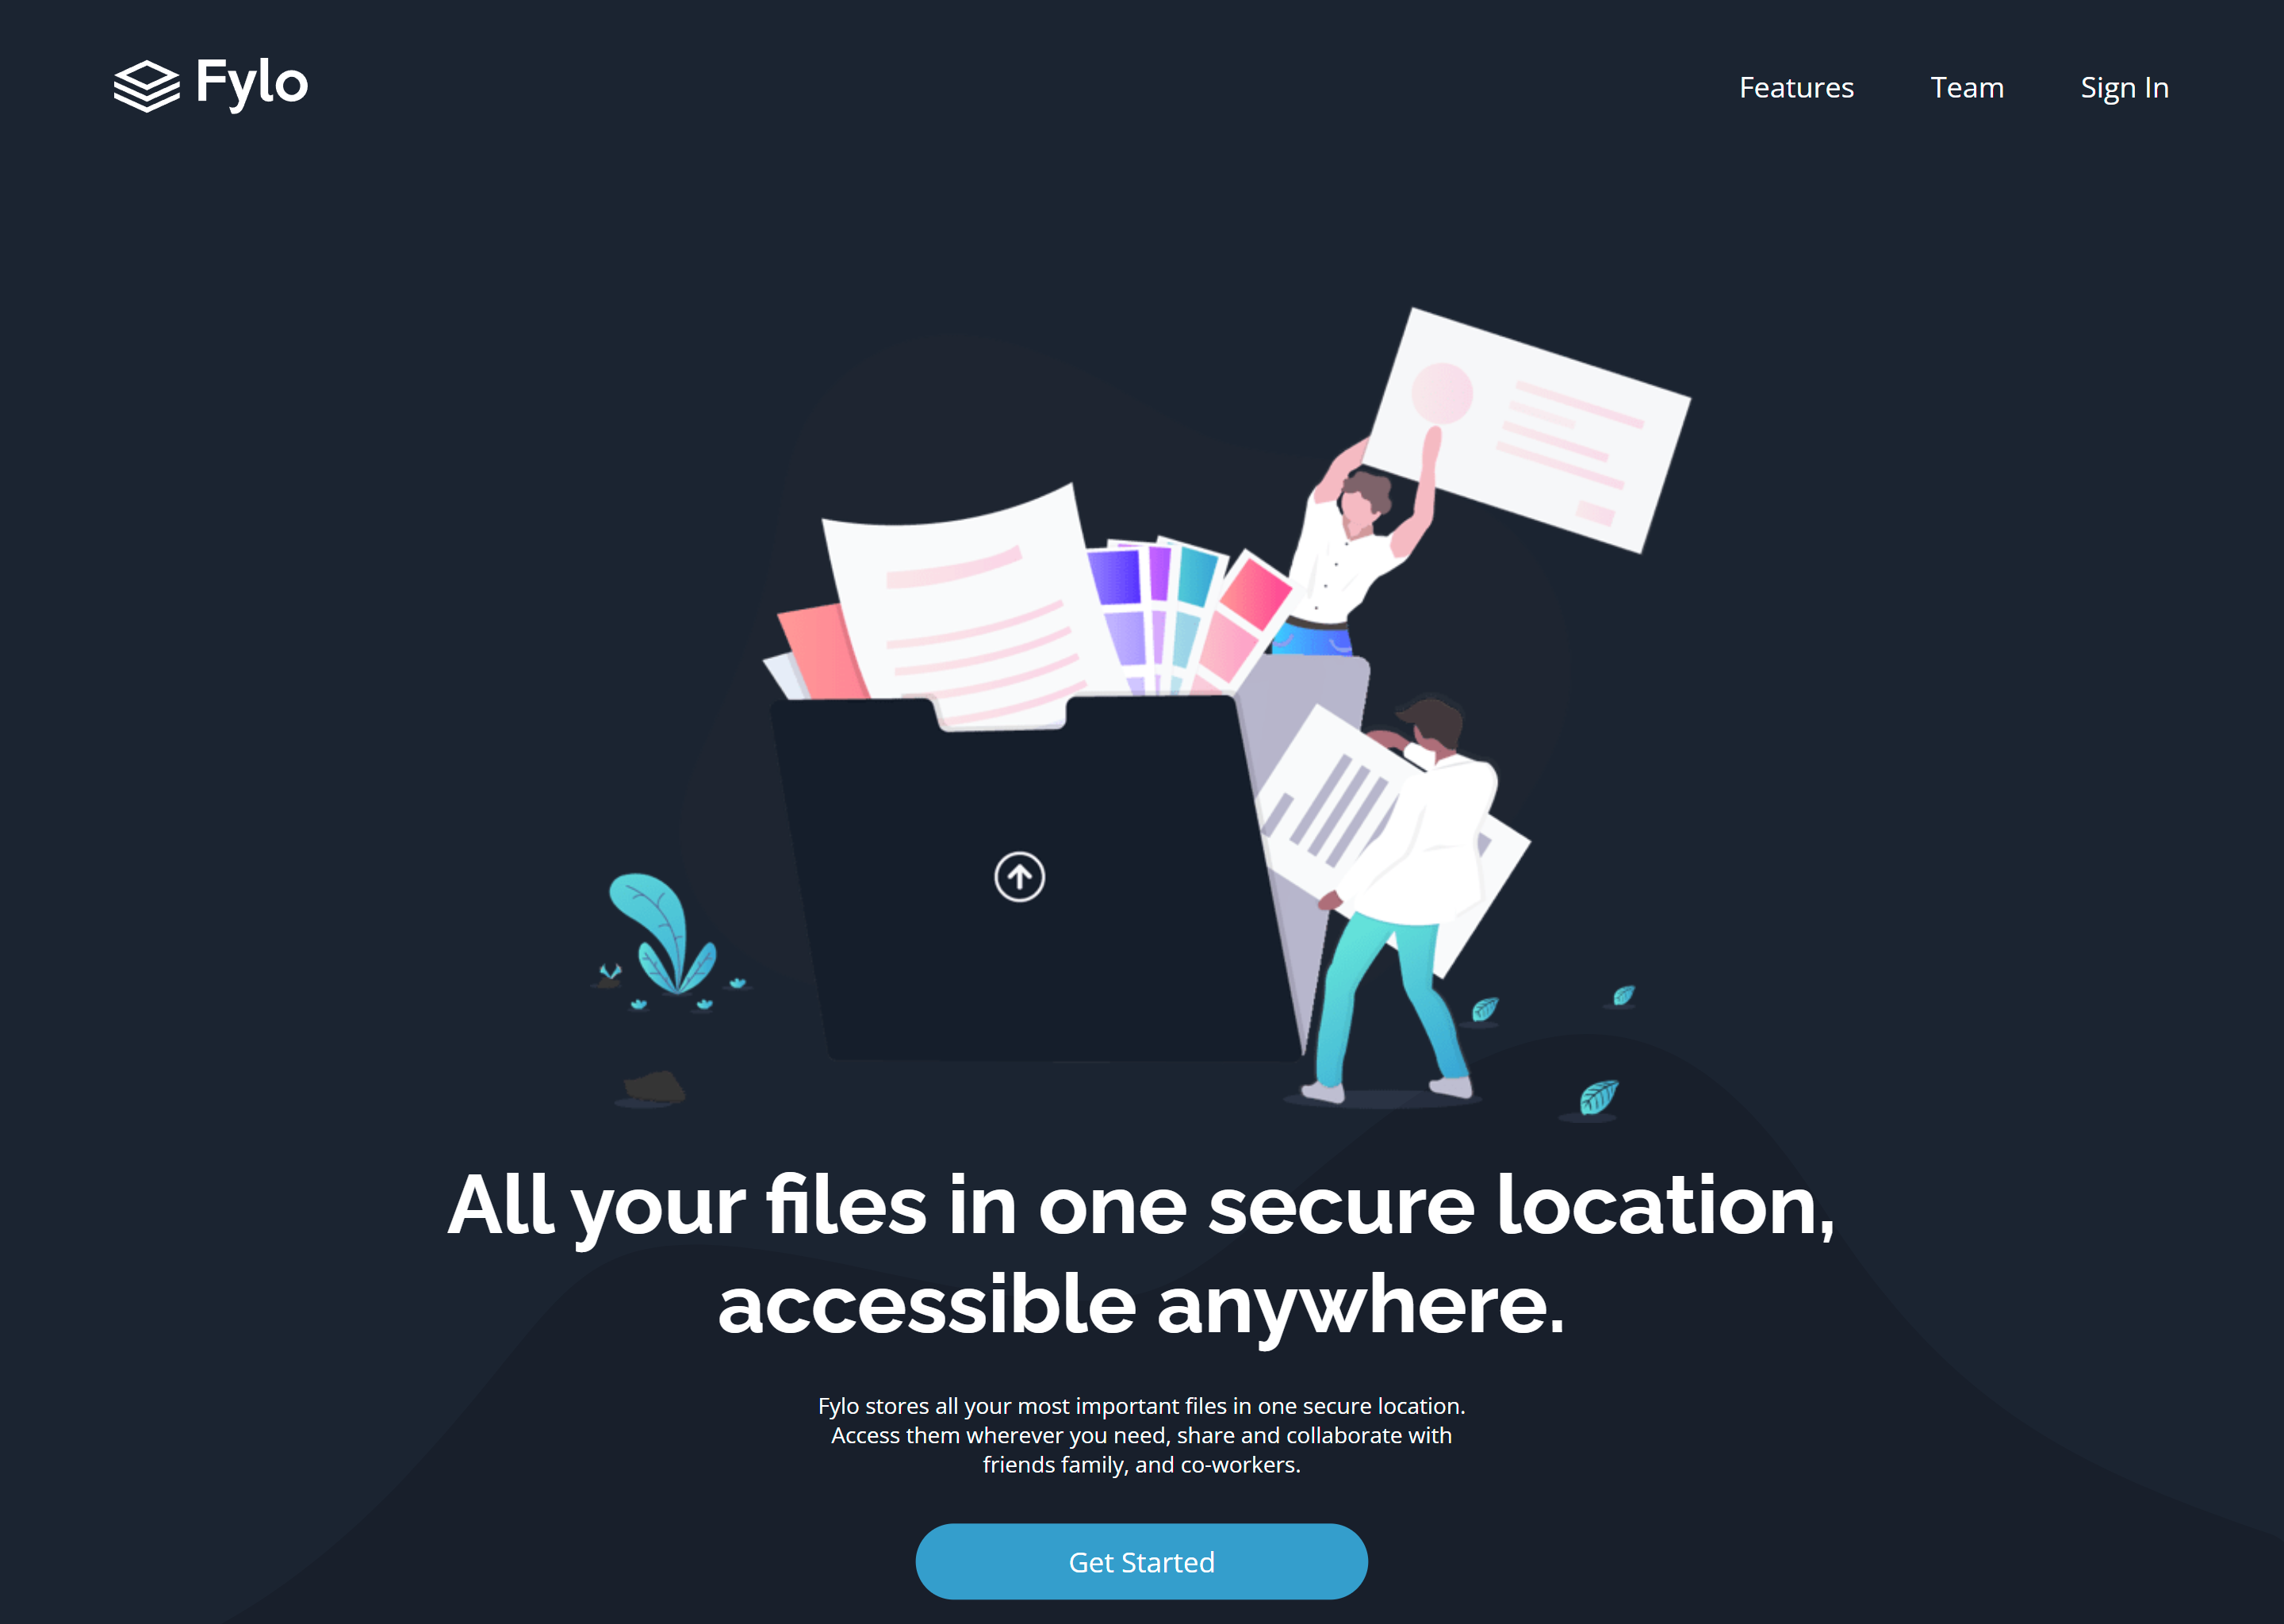 Fylo
Features
Team
Sign In
All your files in one secure location,
accessible anywhere.
Fylo stores all your most important files in one secure location.
Access them wherever you need, share and collaborate with
friends family, and co-workers.
Get Started